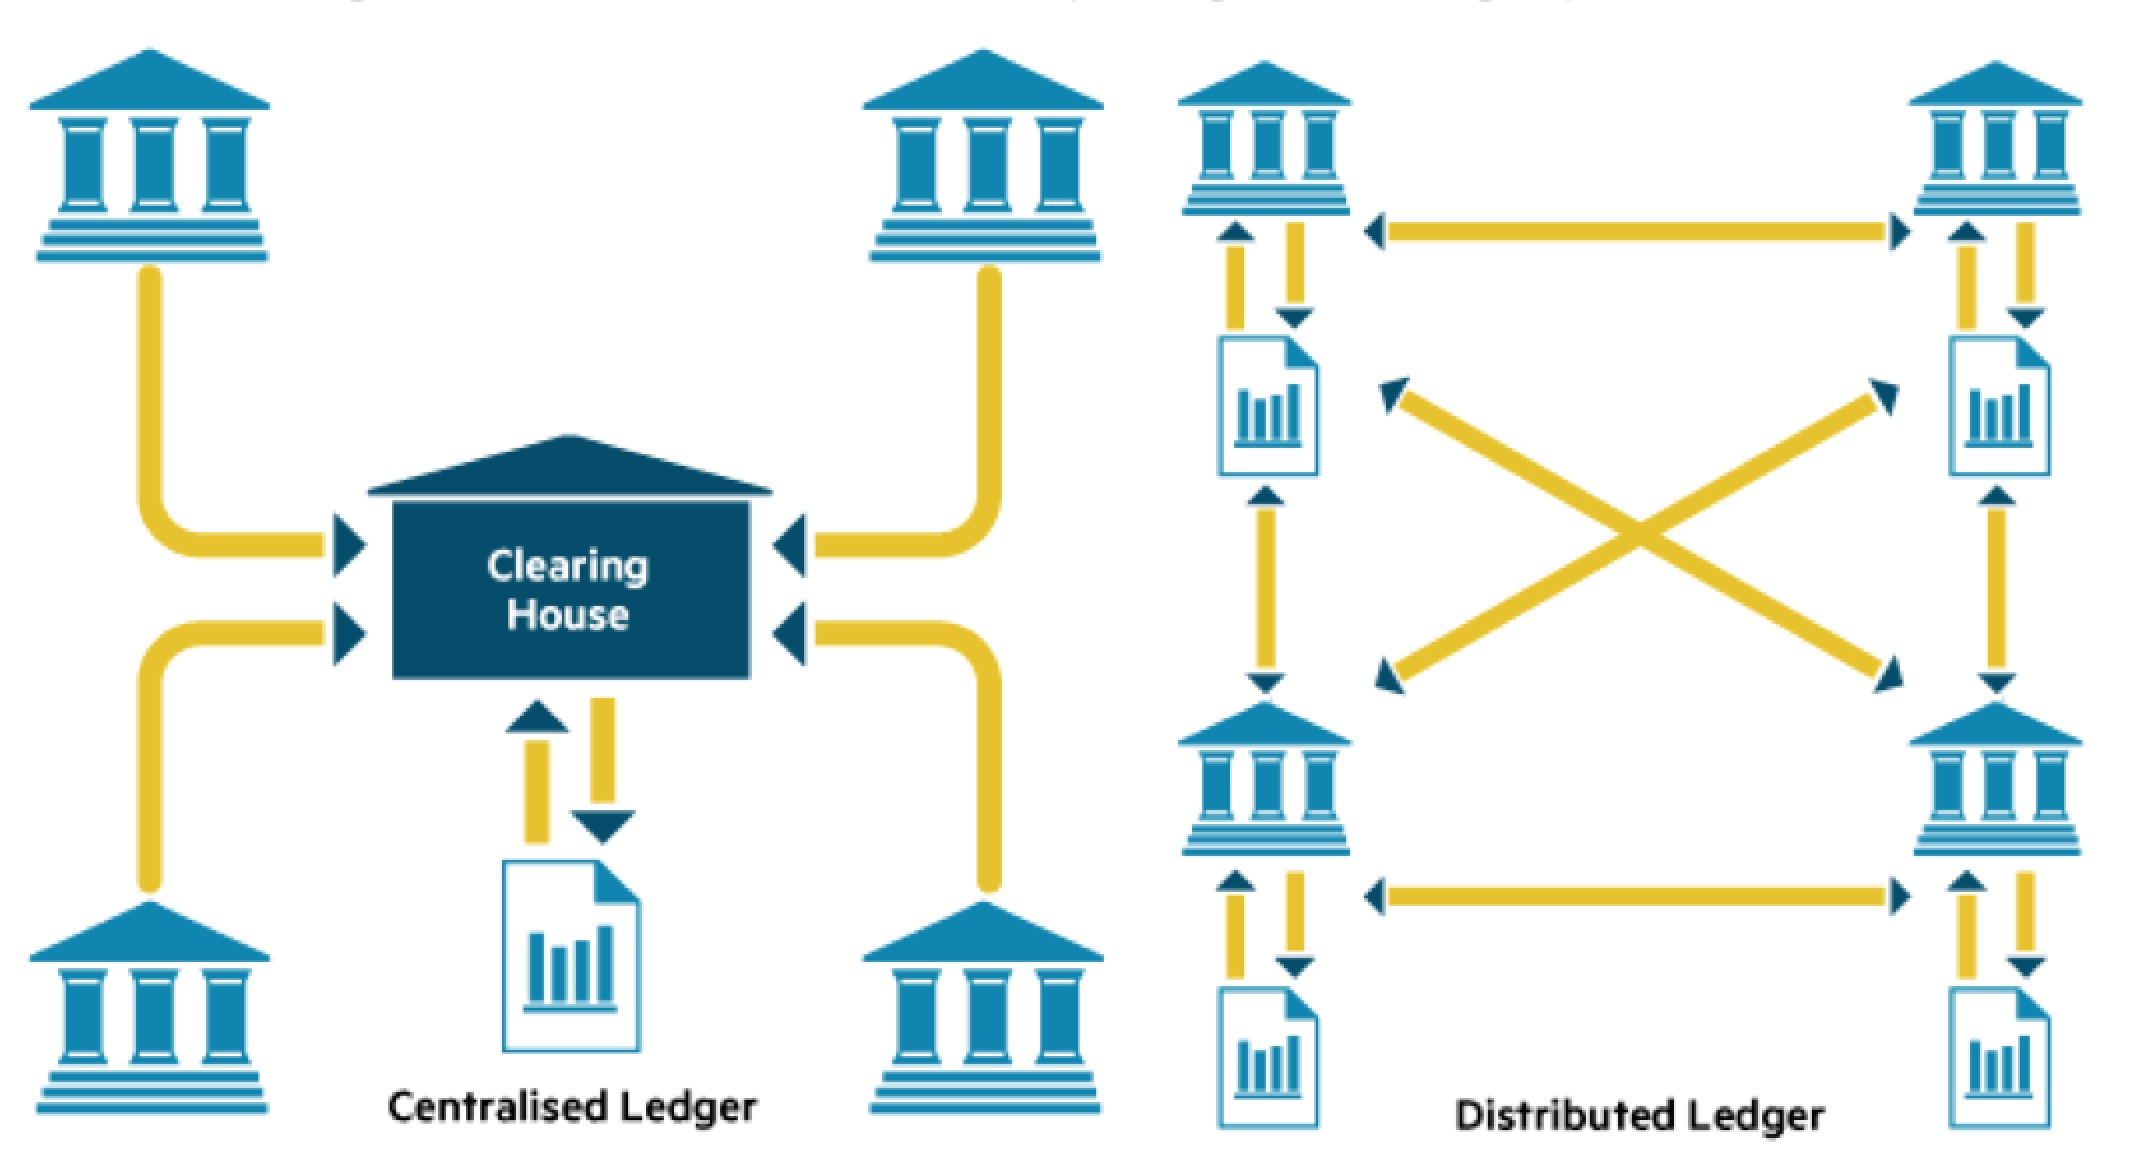 Clearing
House
Centralised Ledger
Distributed Ledger